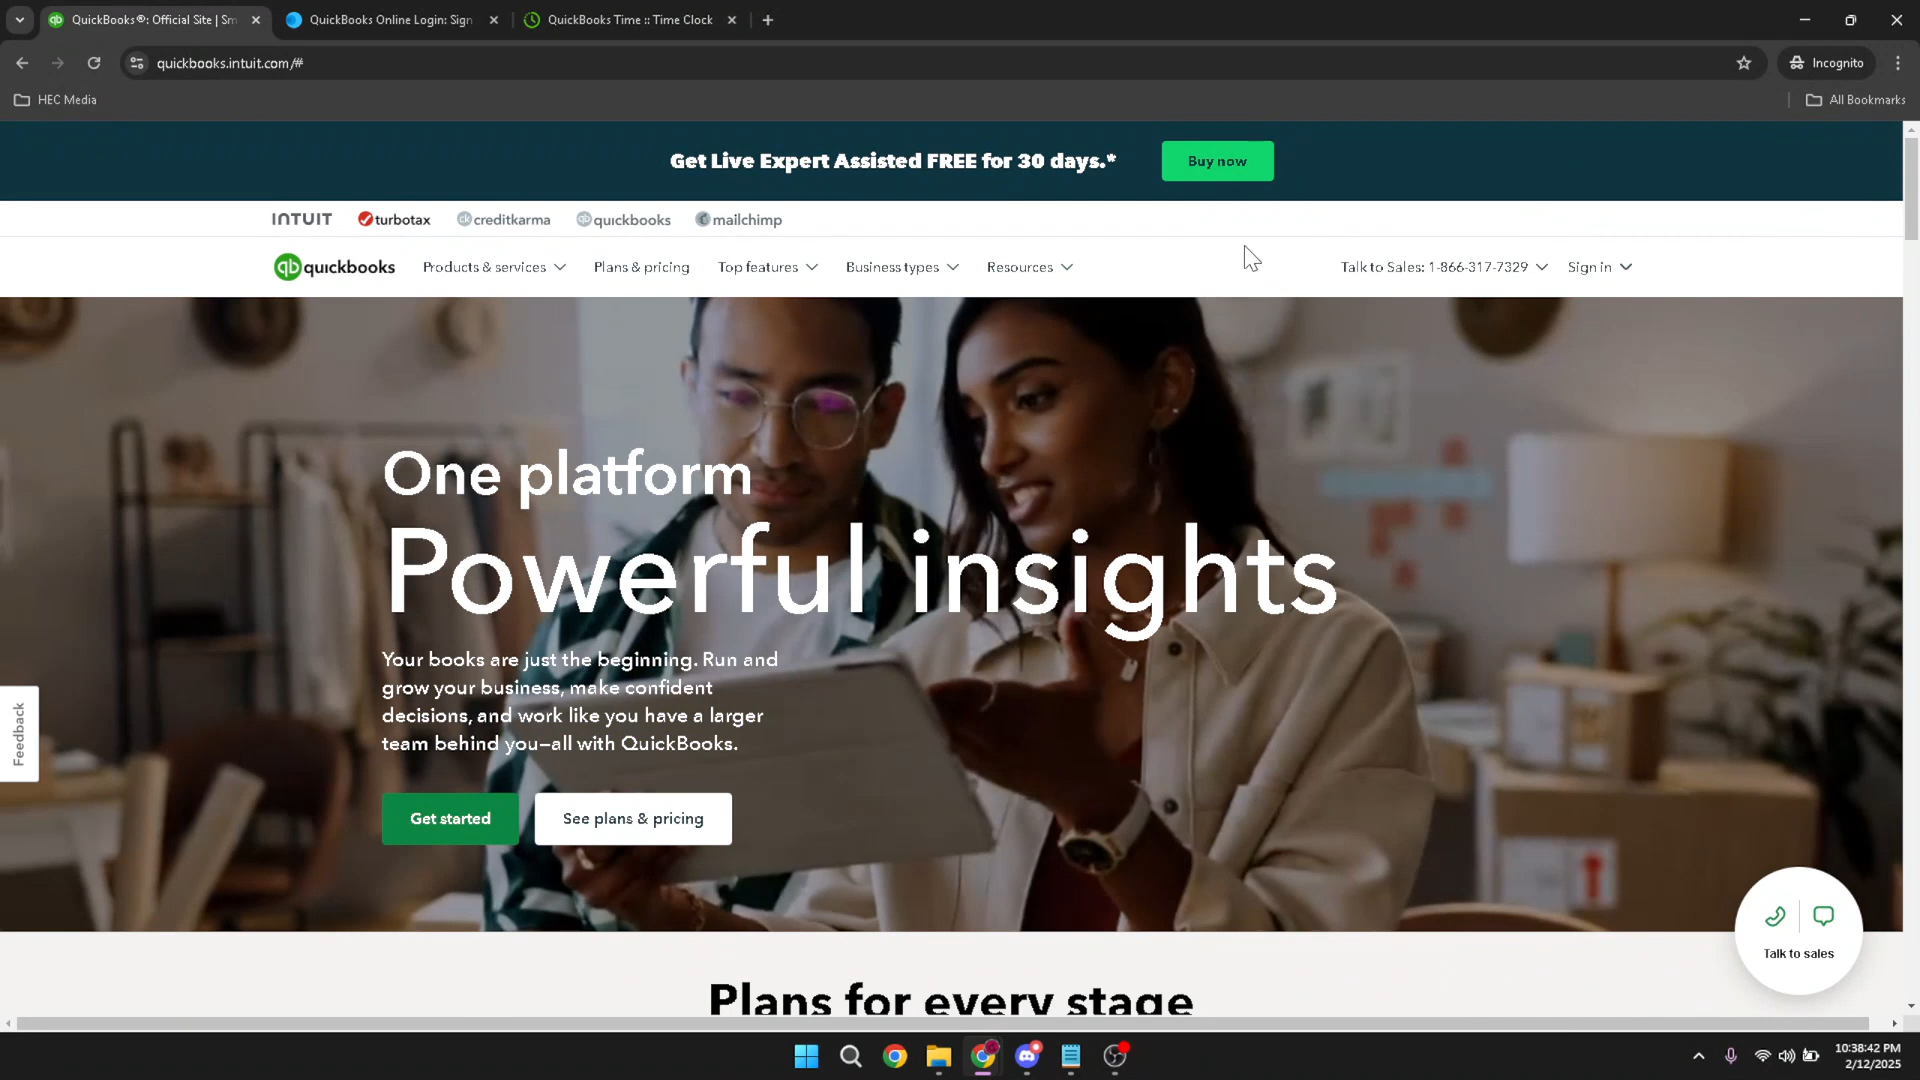 QuickBooks®: Official Site | Sm
QuickBooks Online Login: Sign
QuickBooks Time :: Time Clock
quickbooks.intuit.com/#
Incognito
HEC Media
All Bookmarks
Get Live Expert Assisted FREE for 30 days.*
Buy now
INTUIT
turbotax
ck creditkarma
qb quickbooks
mailchimp
qb quickbooks
Products & services
Plans & pricing
Top features
Business types
Resources
Talk to Sales: 1-866-317-7329
Sign in
One platform
Powerful insights
Your books are just the beginning. Run and
grow your business, make confident
decisions, and work like you have a larger
team behind you—all with QuickBooks.
Feedback
Get started
See plans & pricing
Talk to sales
Plans for every stage
10:38:42 PM
2/12/2025